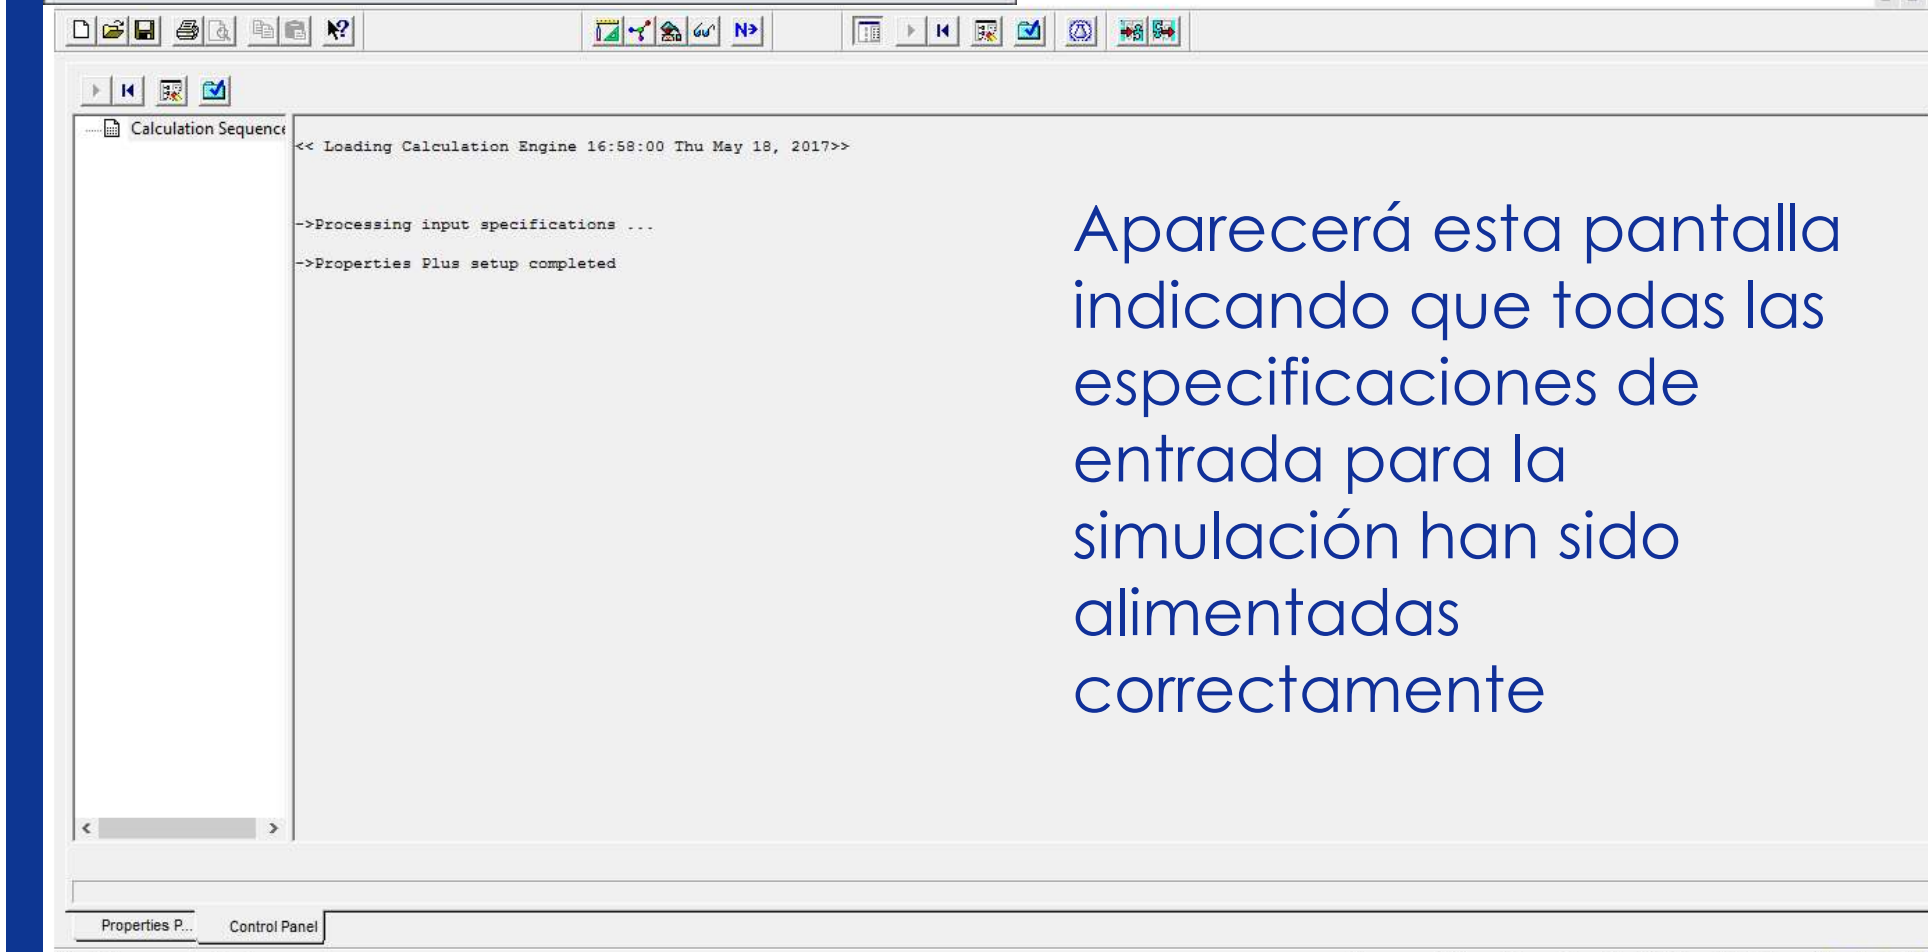 N>
Calculation Sequence
<< Loading Calculation Engine 16:58:00 Thu May 18, 2017>>
->Processing input specifications ...
->Properties Plus setup completed
Aparecerá esta pantalla
indicando que todas las
especificaciones de
entrada para la
simulación han sido
alimentadas
correctamente
Properties P...
Control Panel